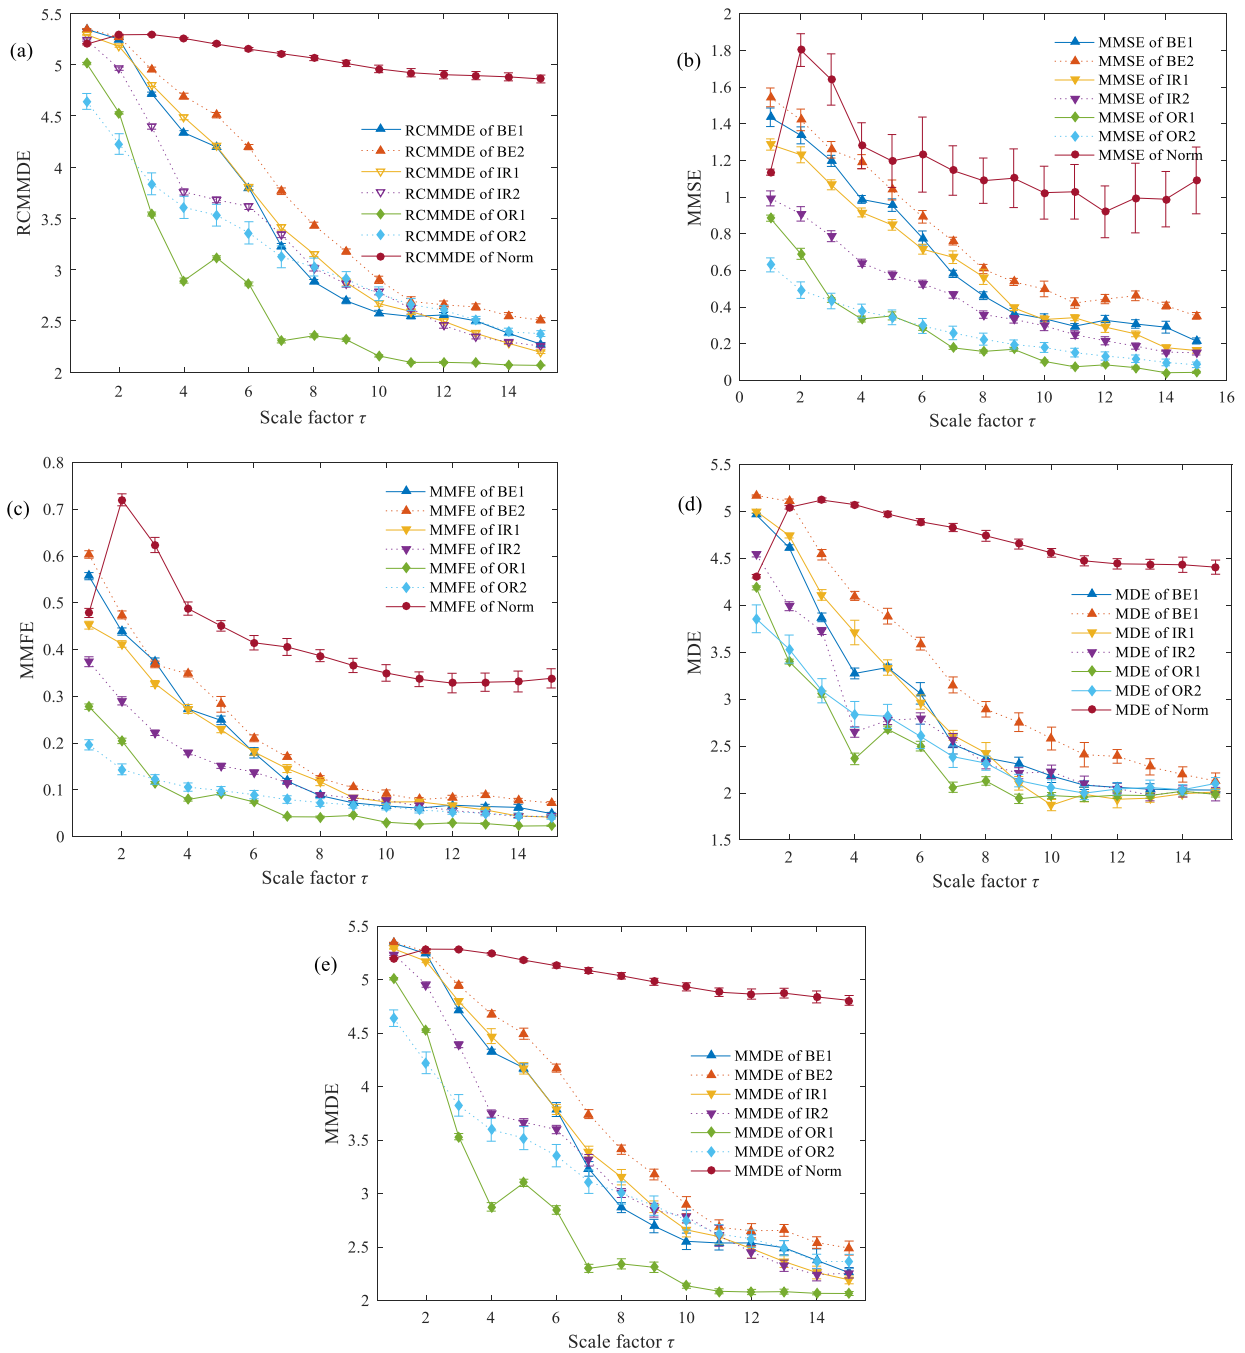 (a)
RCMMDE
5.5
5
4.5
4
3.5
3
2.5
2
RCMMDE of BE1
RCMMDE of BE2
RCMMDE of IR1
RCMMDE of IR2
RCMMDE of OR1
RCMMDE of OR2
RCMMDE of Norm
2 4 6 8 10 12 14
Scale factor τ
(b)
MMSE
2
1.8
1.6
1.4
1.2
1
0.8
0.6
0.4
0.2
0
MMSE of BE1
MMSE of BE2
MMSE of IR1
MMSE of IR2
MMSE of OR1
MMSE of OR2
MMSE of Norm
0 2 4 6 8 10 12 14 16
Scale factor τ
(c)
MMFE
0.8
0.7
0.6
0.5
0.4
0.3
0.2
0.1
0
MMFE of BE1
MMFE of BE2
MMFE of IR1
MMFE of IR2
MMFE of OR1
MMFE of OR2
MMFE of Norm
2 4 6 8 10 12 14
Scale factor τ
(d)
MDE
5.5
5
4.5
4
3.5
3
2.5
2
1.5
MDE of BE1
MDE of BE1
MDE of IR1
MDE of IR2
MDE of OR1
MDE of OR2
MDE of Norm
2 4 6 8 10 12 14
Scale factor τ
(e)
MMDE
5.5
5
4.5
4
3.5
3
2.5
2
MMDE of BE1
MMDE of BE2
MMDE of IR1
MMDE of IR2
MMDE of OR1
MMDE of OR2
MMDE of Norm
2 4 6 8 10 12 14
Scale factor τ